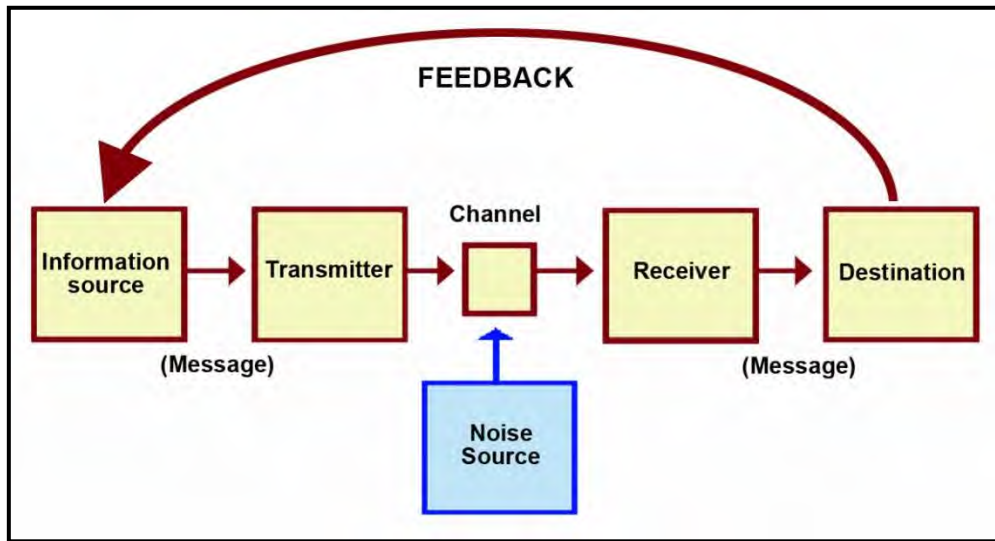 FEEDBACK
Channel
Information
source
Transmitter
Receiver
Destination
(Message)
(Message)
Noise
Source